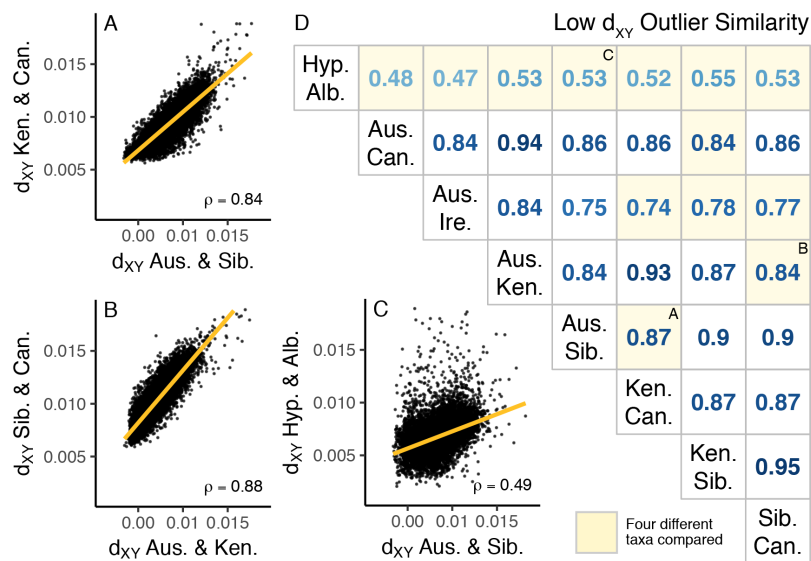 A
d_XY Ken. & Can.
0.015
0.010
0.005
ρ = 0.84
0.00 0.01 0.015
d_XY Aus. & Sib.
B
d_XY Sib. & Can.
0.015
0.010
0.005
ρ = 0.88
0.00 0.01 0.015
d_XY Aus. & Ken.
C
d_XY Hyp. & Alb.
0.015
0.010
0.005
ρ = 0.49
0.00 0.01 0.015
d_XY Aus. & Sib.
D
Low d_XY Outlier Similarity
Hyp.
Alb.
0.48 0.47 0.53 0.53 C 0.52 0.55 0.53
Aus.
Can.
0.84 0.94 0.86 0.86 0.84 0.86
Aus.
Ire.
0.84 0.75 0.74 0.78 0.77
Aus.
Ken.
0.84 0.93 0.87 0.84 B
Aus.
Sib.
0.87 A 0.9 0.9
Ken.
Can.
0.87 0.87
Ken.
Sib.
0.95
Sib.
Can.
Four different
taxa compared